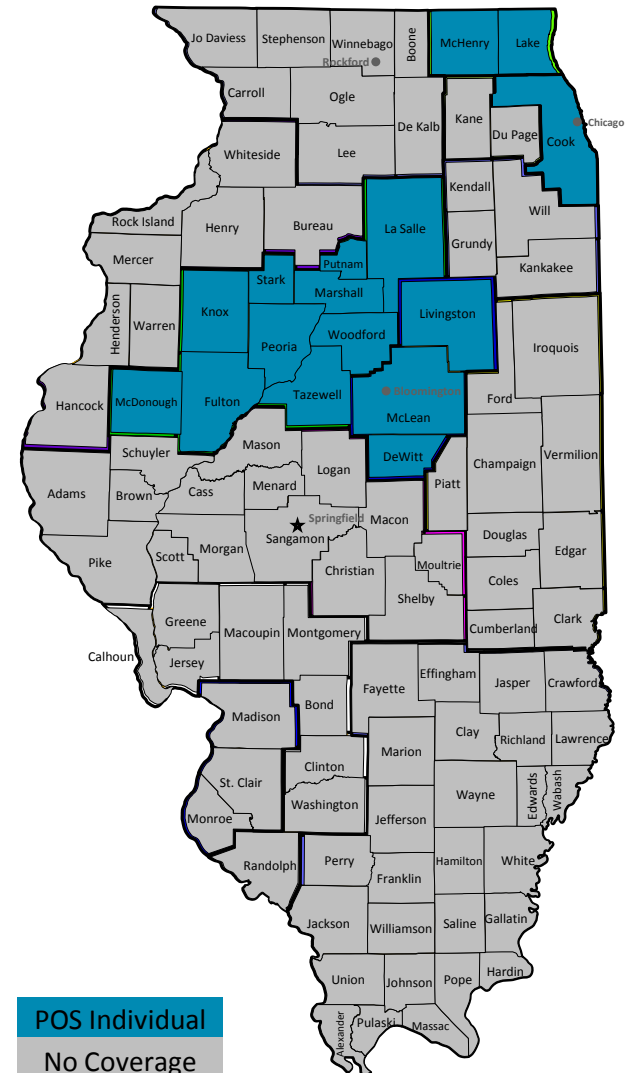 Jo Daviess
Stephenson
Winnebago
Boone
McHenry
Lake
Rockford
Carroll
Ogle
De Kalb
Kane
Du Page
Cook
Chicago
Whiteside
Lee
Kendall
Will
Rock Island
Henry
Bureau
La Salle
Grundy
Kankakee
Mercer
Putnam
Stark
Marshall
Henderson
Warren
Knox
Peoria
Woodford
Livingston
Iroquois
Hancock
McDonough
Fulton
Tazewell
Bloomington
McLean
Ford
Schuyler
Mason
Logan
DeWitt
Piatt
Champaign
Vermilion
Adams
Brown
Cass
Menard
Springfield
Sangamon
Macon
Douglas
Edgar
Pike
Scott
Morgan
Christian
Moultrie
Coles
Shelby
Greene
Macoupin
Montgomery
Cumberland
Clark
Calhoun
Jersey
Fayette
Effingham
Jasper
Crawford
Madison
Bond
Marion
Clay
Richland
Lawrence
Clinton
St. Clair
Washington
Wayne
Edwards
Wabash
Monroe
Jefferson
Randolph
Perry
Hamilton
White
Franklin
Jackson
Williamson
Saline
Gallatin
Union
Johnson
Pope
Hardin
Alexander
Pulaski
Massac
POS Individual
No Coverage